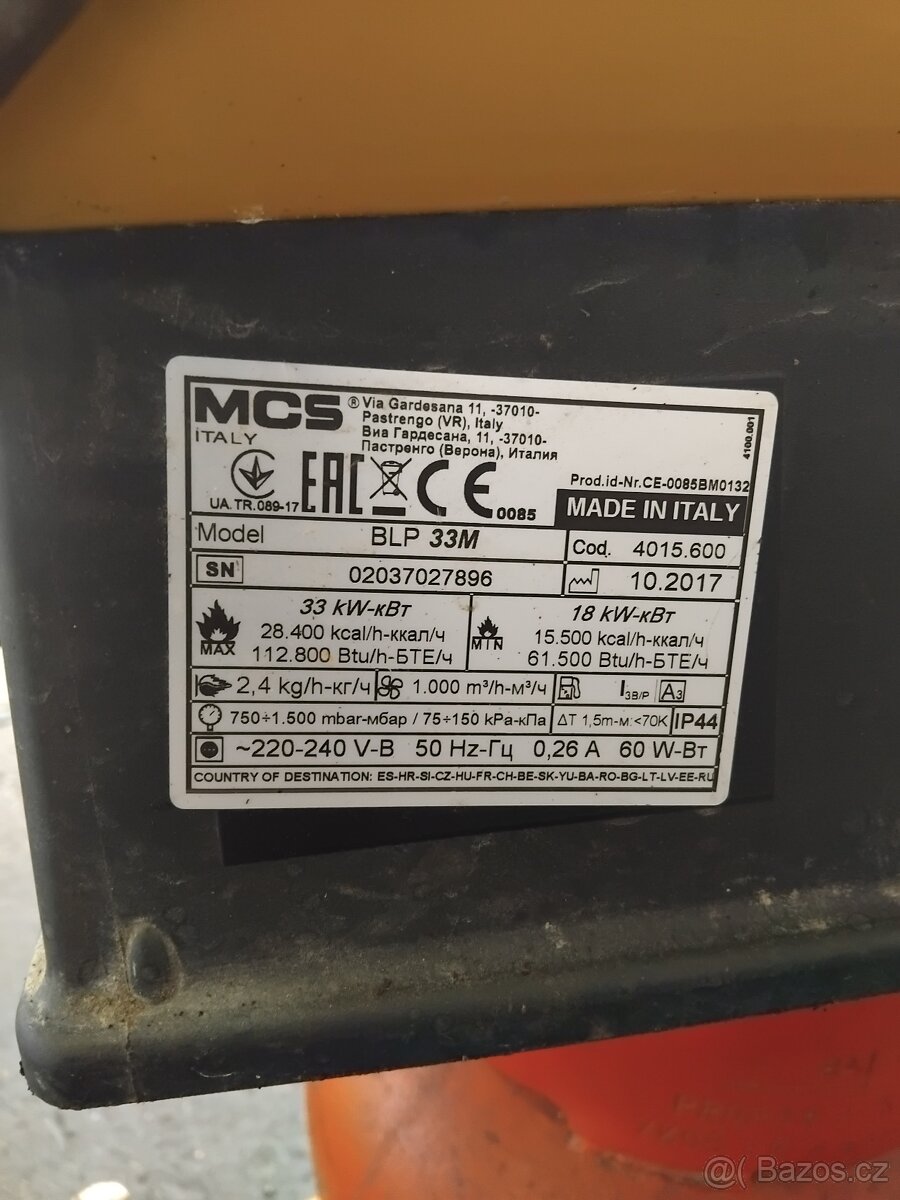 MCS® Via Gardesana 11, -37010-
Pastrengo (VR), Italy
ITALY Виа Гардесана, 11, -37010-
Пастренго (Верона), Италия
4100.001
UA.TR.089-17 EAC CE 0085
Prod.id-Nr.CE-0085BM0132
MADE IN ITALY
Model BLP 33M Cod. 4015.600
SN 02037027896 10.2017
MAX 33 kW-кВт
28.400 kcal/h-ккал/ч
112.800 Btu/h-БТЕ/ч
MIN 18 kW-кВт
15.500 kcal/h-ккал/ч
61.500 Btu/h-БТЕ/ч
2,4 kg/h-кг/ч 1.000 m³/h-м³/ч I3B/P A3
750÷1.500 mbar-мбар / 75÷150 kPa-кПа ΔT 1,5m-м:<70K IP44
~220-240 V-B 50 Hz-Гц 0,26 A 60 W-Вт
COUNTRY OF DESTINATION: ES-HR-SI-CZ-HU-FR-CH-BE-SK-YU-BA-RO-BG-LT-LV-EE-RU
@( Bazos.cz